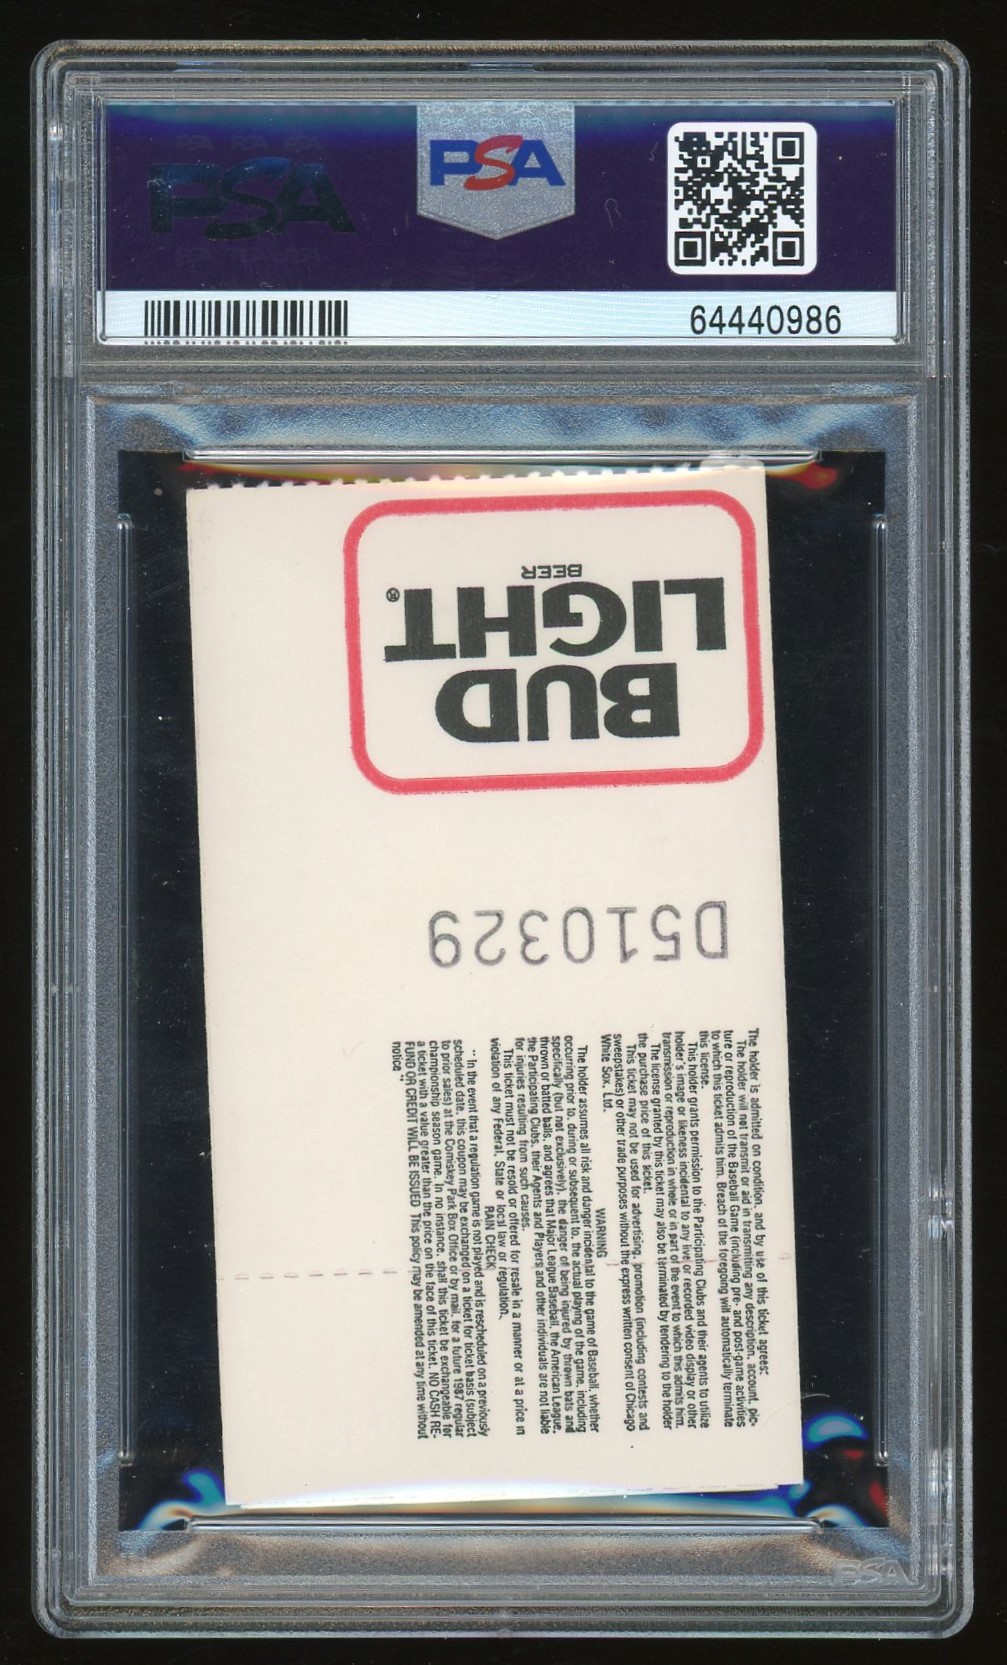 PSA
PSA
64440986
BUD
LIGHT®
BEER
D510329
The holder is admitted on condition, and by use of this ticket agrees:
The holder will not transmit or aid in transmitting any description, account, pic-
ture or reproduction of the Baseball Game (including pre- and post-game activities
to which this ticket admits him. Breach of the foregoing will automatically terminate
this license.
This holder grants permission to the Participating Clubs and their agents to utilize
holder's image or likeness incidental to any live or recorded video display or other
transmission or reproduction in whole or in part of the event to which this admits him.
The license granted by this ticket may also be terminated by tendering to the holder
the purchase price of this ticket.
This ticket may not be used for advertising, promotion (including contests and
sweepstakes) or other trade purposes without the express written consent of Chicago
White Sox, Ltd.
WARNING
The holder assumes all risk and danger incidental to the game of Baseball, whether
occuring prior to, during or subsequent to, the actual playing of the game, including
specifically (but not exclusively), the danger of being injured by thrown bats and
thrown or batted balls, and agrees that Major League Baseball, the American League,
the Participating Clubs, their Agents and Players and other individuals are not liable
for injuries resulting from such causes.
This ticket must not be resold or offered for resale in a manner or at a price in
violation of any Federal, State or local law or regulation.
RAIN CHECK
"In the event that a regulation game is not played and is rescheduled on a previously
scheduled date, this coupon may be exchanged on a ticket for ticket basis (subject
to prior sales) at the Comiskey Park Box Office or by mail, for a future 1987 regular
championship season game. In no instance, shall this ticket be exchangeable for
a ticket with a value greater than the price on the face of this ticket. NO CASH RE-
FUND OR CREDIT WILL BE ISSUED. This policy may be amended at any time without
notice."
PSA